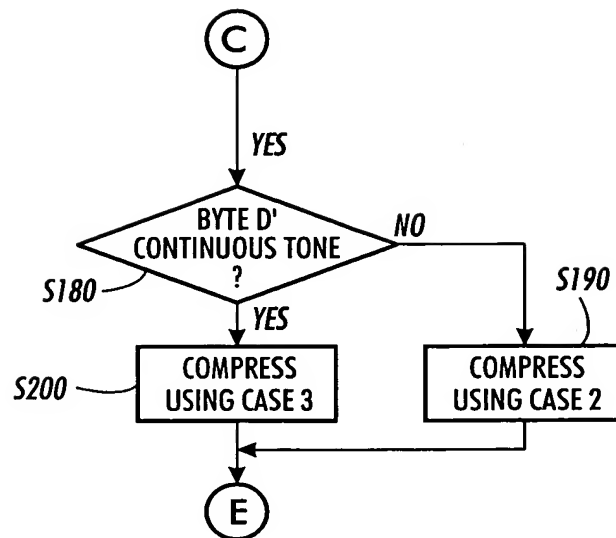 C
YES
BYTE D'
CONTINUOUS TONE
?
NO
S180
YES
S190
COMPRESS
USING CASE 3
S200
COMPRESS
USING CASE 2
E